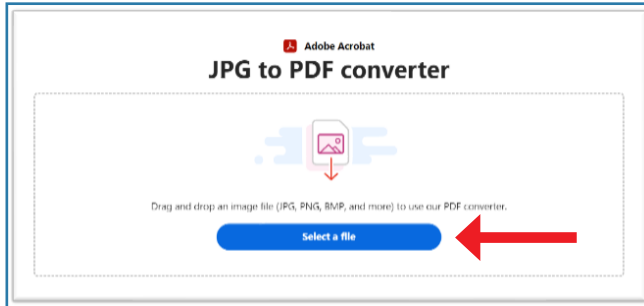 Adobe Acrobat
JPG to PDF converter
Drag and drop an image file (JPG, PNG, BMP, and more) to use our PDF converter.
Select a file